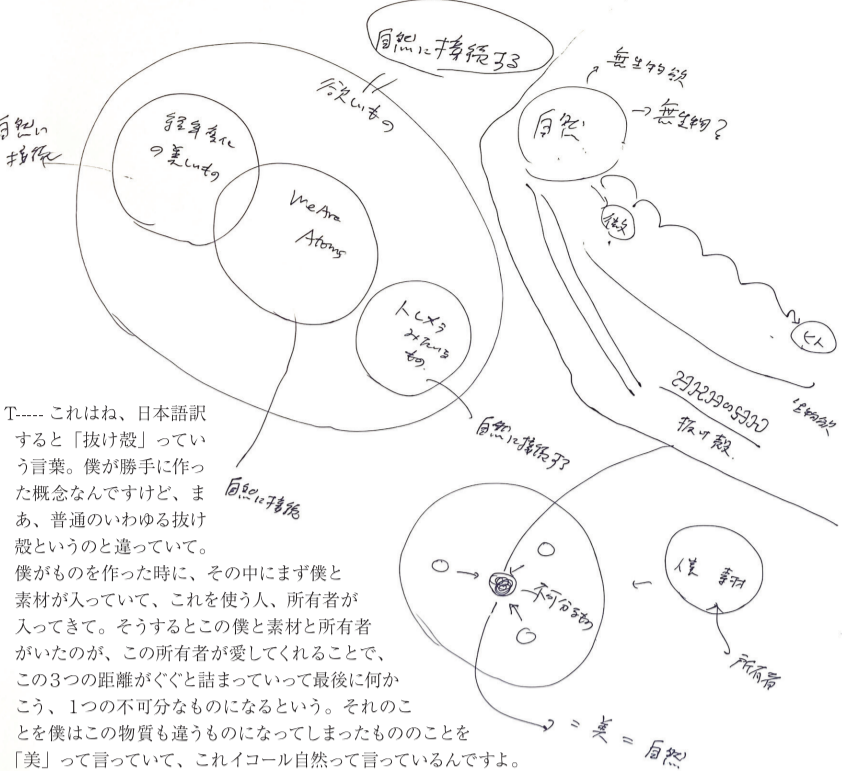 自然に接続する
欲しいもの
経年変化
の美しいもの
We Are
Atoms
トレメラ
みたいな
もの
自然に
接続
自然に接続
自然に接続する
自然
無生物欲
無生物?
微
ヒト
生物欲
抜け殻
僕 素材
所有者
不可分なもの
= 美 = 自然
T----- これはね、日本語訳
すると「抜け殻」ってい
う言葉。僕が勝手に作っ
た概念なんですけど、ま
あ、普通のいわゆる抜け
殻というのと違っていて。
僕がものを作った時に、その中にまず僕と
素材が入っていて、これを使う人、所有者が
入ってきて。そうするとこの僕と素材と所有者
がいたのが、この所有者が愛してくれることで、
この３つの距離がぐぐと詰まっていって最後に何か
こう、１つの不可分なものになるという。それのこ
とを僕はこの物質も違うものになってしまったもののことを
「美」って言っていて、これイコール自然って言っているんですよ。